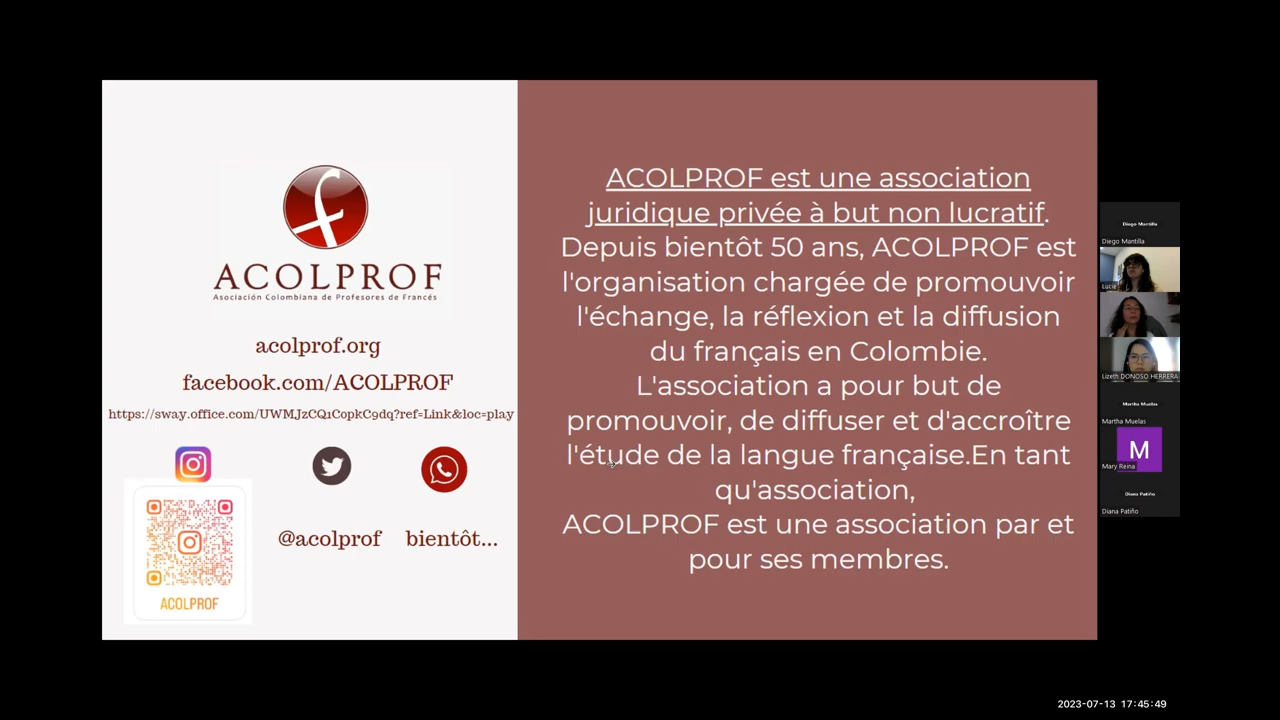 ACOLPROF
Asociación Colombiana de Profesores de Francés
acolprof.org
facebook.com/ACOLPROF
https://sway.office.com/UWMJzCQ1CopkC9dq?ref=Link&loc=play
@acolprof
bientôt...
ACOLPROF
ACOLPROF est une association
juridique privée à but non lucratif.
Depuis bientôt 50 ans, ACOLPROF est
l'organisation chargée de promouvoir
l'échange, la réflexion et la diffusion
du français en Colombie.
L'association a pour but de
promouvoir, de diffuser et d'accroître
l'étude de la langue française.En tant
qu'association,
ACOLPROF est une association par et
pour ses membres.
Diego Mantilla
Diego Mantilla
Lucie
Lizeth DONOSO HERRERA
Martha Muelas
Martha Muelas
M
Mary Reina
Diana Patiño
Diana Patiño
2023-07-13 17:45:49